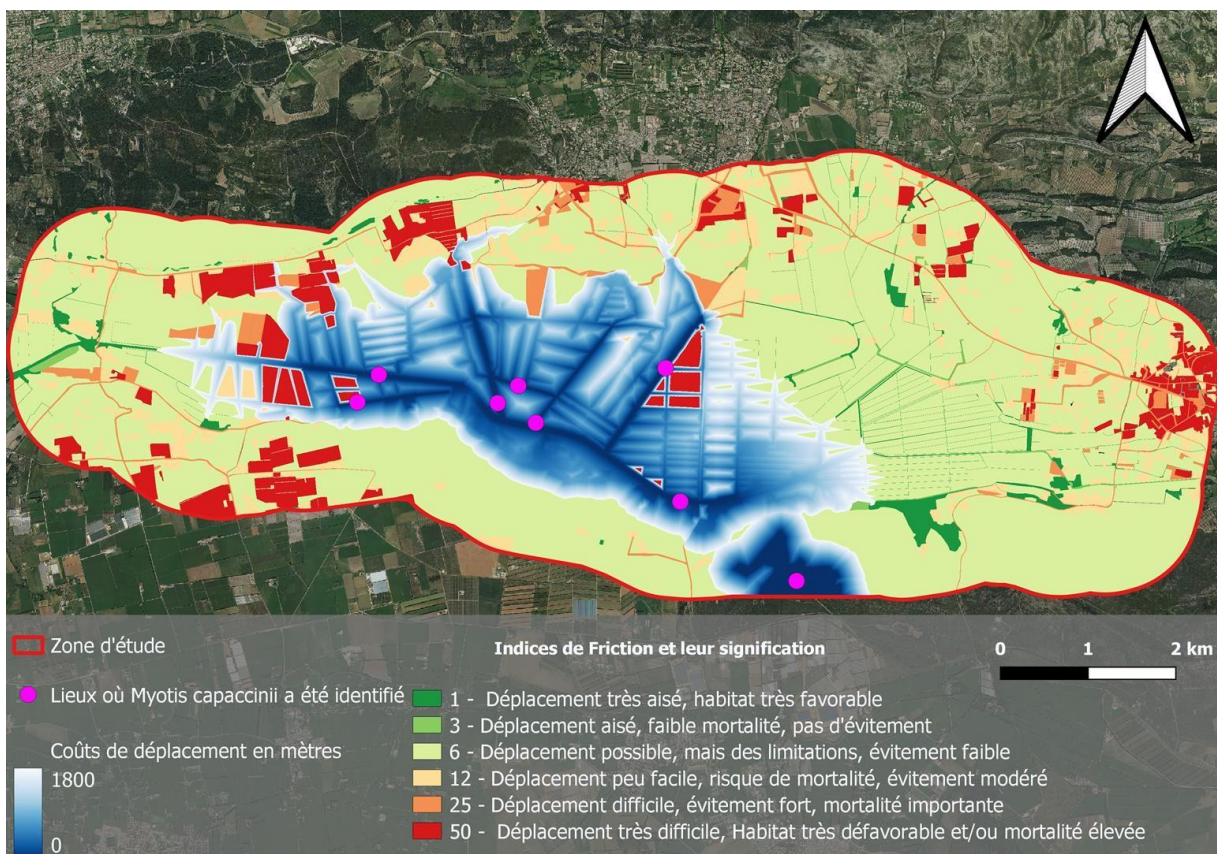 Zone d'étude
Lieux où Myotis capaccinii a été identifié
Coûts de déplacement en mètres
1800
0
Indices de Friction et leur signification
1 - Déplacement très aisé, habitat très favorable
3 - Déplacement aisé, faible mortalité, pas d'évitement
6 - Déplacement possible, mais des limitations, évitement faible
12 - Déplacement peu facile, risque de mortalité, évitement modéré
25 - Déplacement difficile, évitement fort, mortalité importante
50 - Déplacement très difficile, Habitat très défavorable et/ou mortalité élevée
0 1 2 km